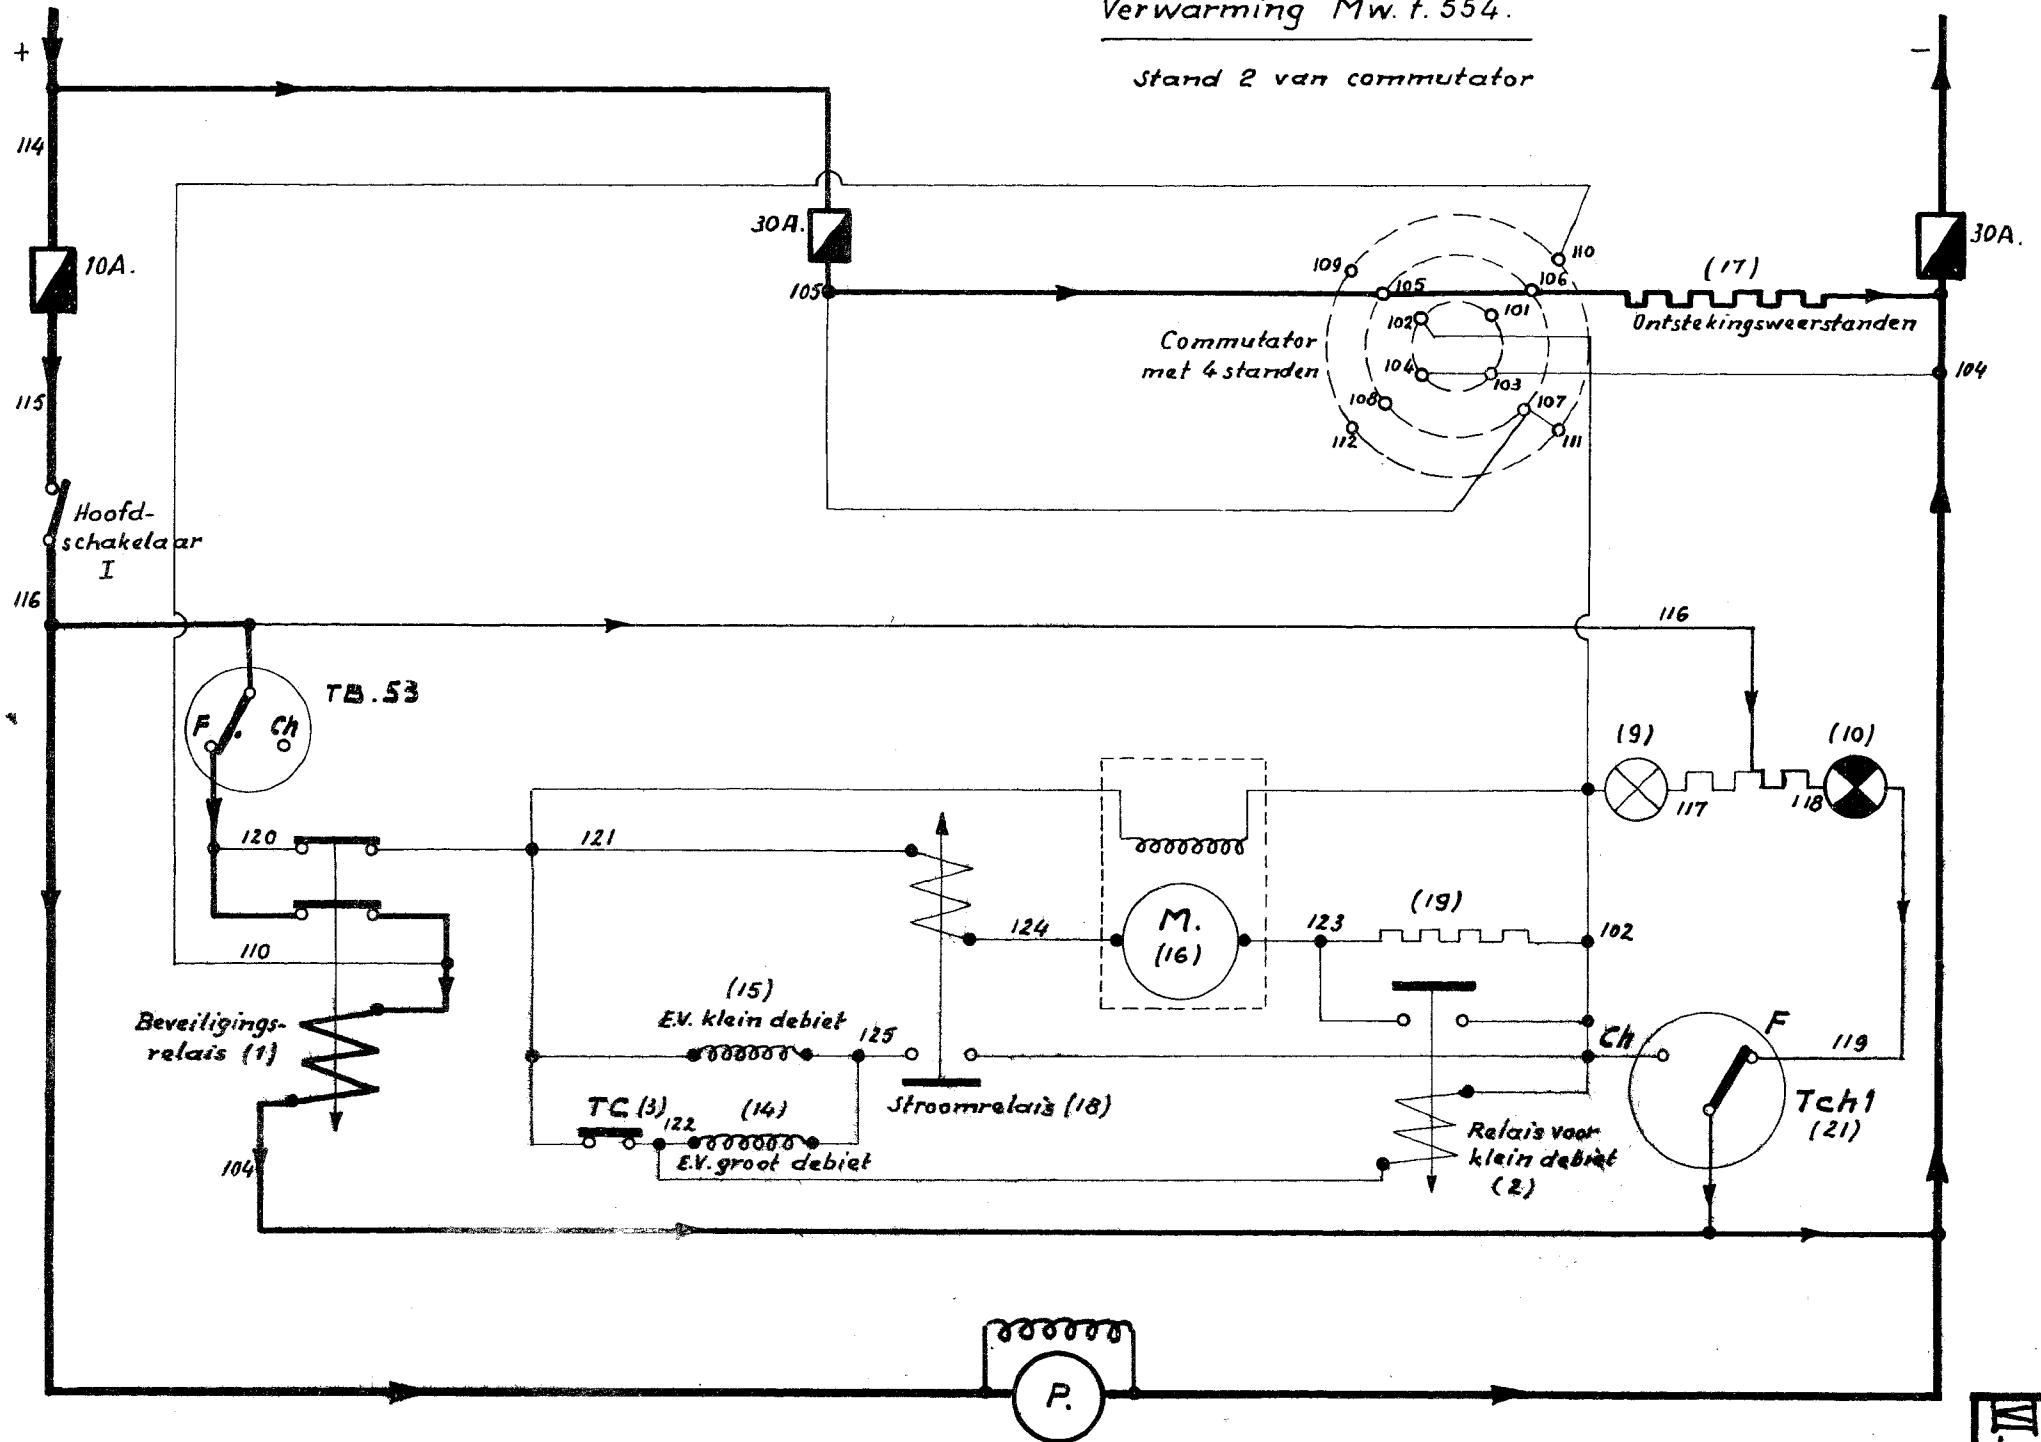 Verwarming Mw. t. 554.
Stand 2 van commutator
+
-
114
30A.
10A.
30A.
109
110
(17)
105
105
106
102
101
Ontstekingsweerstanden
Commutator
met 4 standen
104
103
104
108
107
112
111
115
Hoofd-
schakelaar
I
116
116
TB.53
F
Ch
(9)
(10)
117
118
120
121
(19)
M.
(16)
124
123
102
110
(15)
E.V. klein debiet
125
Beveiligings-
relais (1)
Ch
F
119
TC (3)
122
(14)
E.V. groot debiet
Stroomrelais (18)
Tch1
(21)
Relais voor
klein debiet
(2)
104
P.